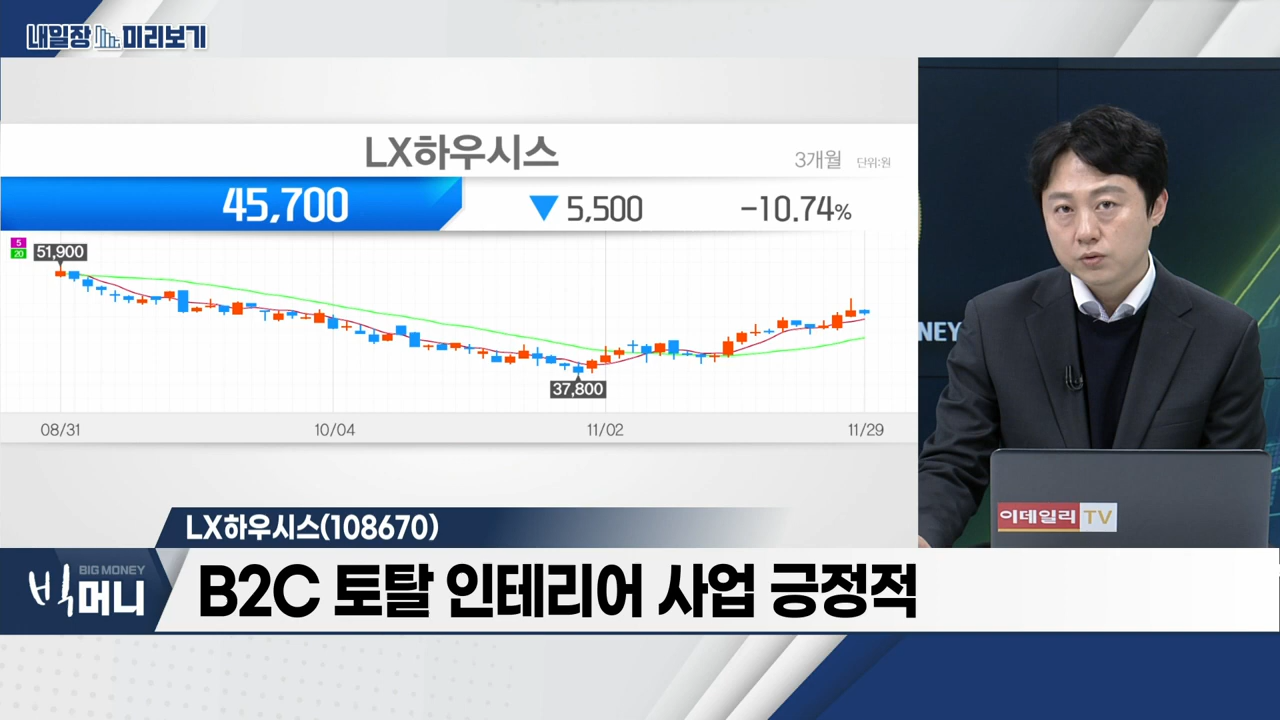 내일장 미리보기
LX하우시스
3개월 단위:원
45,700 ▼ 5,500 -10.74%
5
20
51,900
37,800
08/31 10/04 11/02 11/29
NEY
이데일리 TV
LX하우시스(108670)
BIG MONEY
빅머니
B2C 토탈 인테리어 사업 긍정적